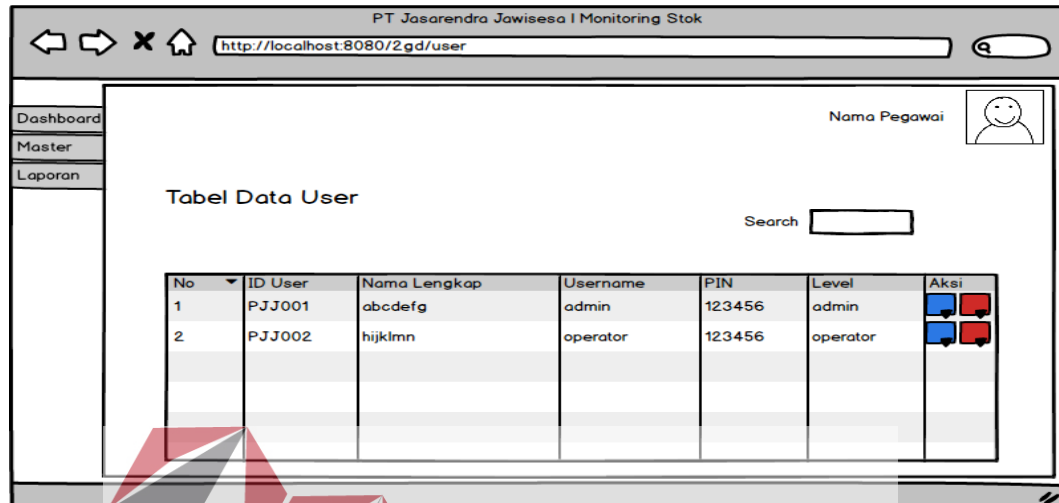 PT Jasarendra Jawisesa | Monitoring Stok
http://localhost:8080/2gd/user
Dashboard
Master
Laporan
Nama Pegawai
Tabel Data User
Search
No ID User Nama Lengkap Username PIN Level Aksi
1 PJJ001 abcdefg admin 123456 admin
2 PJJ002 hijklmn operator 123456 operator